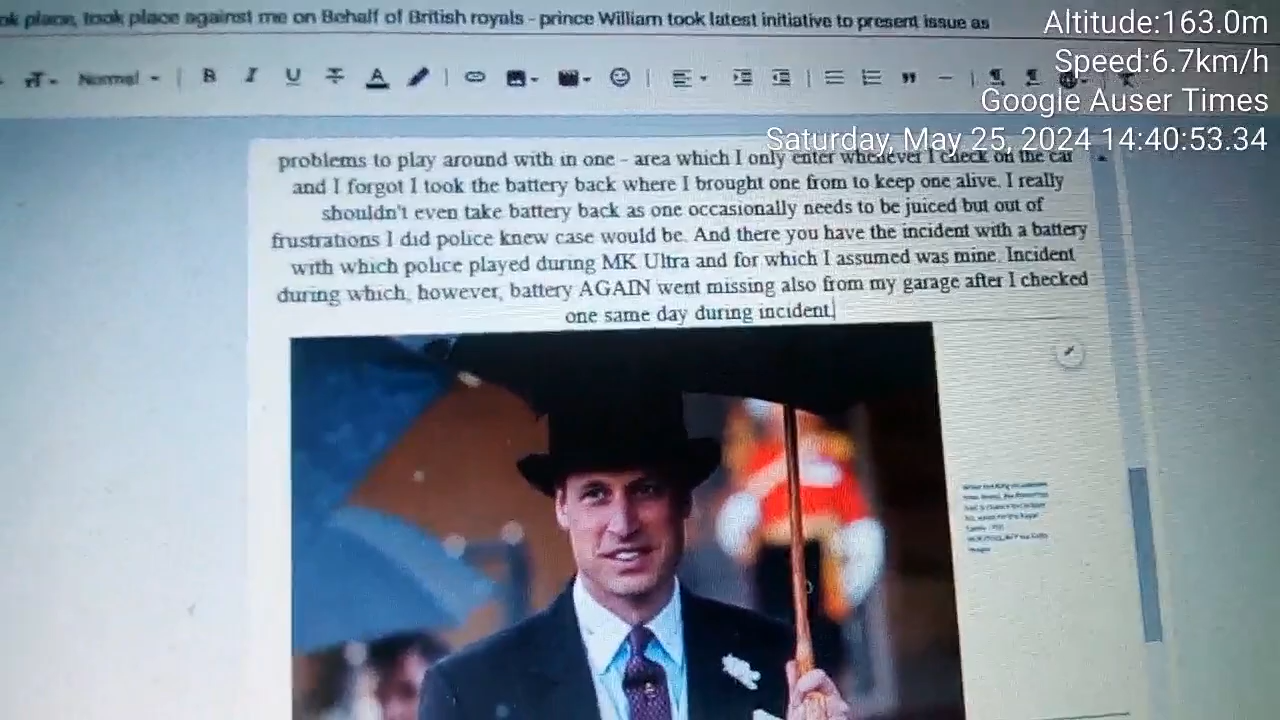 ok place, took place against me on Behalf of British royals - prince William took latest initiative to present issue as
Altitude:163.0m
Speed:6.7km/h
Google Auser Times
Saturday, May 25, 2024 14:40:53.34
Normal
B I U
problems to play around with in one - area which I only enter whenever I check on the car
and I forgot I took the battery back where I brought one from to keep one alive. I really
shouldn't even take battery back as one occasionally needs to be juiced but out of
frustrations I did police knew case would be. And there you have the incident with a battery
with which police played during MK Ultra and for which I assumed was mine. Incident
during which, however, battery AGAIN went missing also from my garage after I checked
one same day during incident